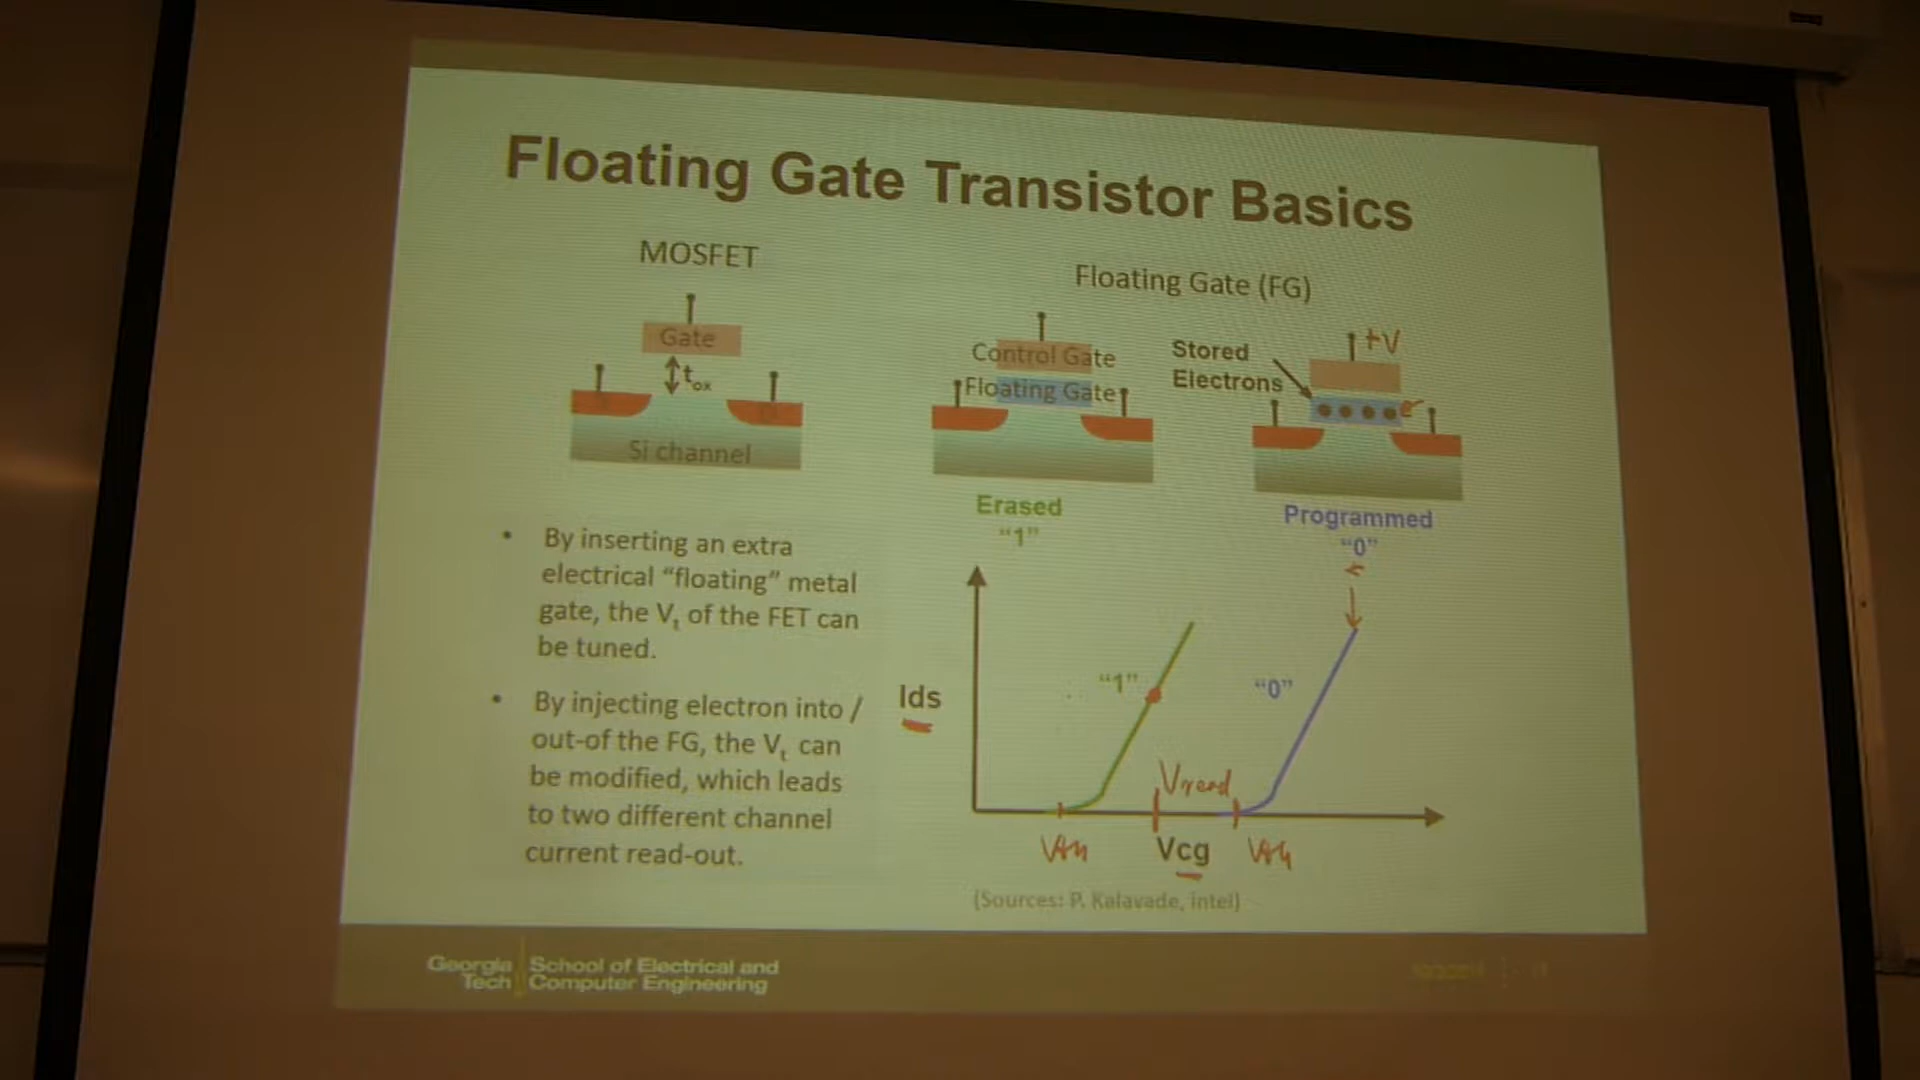 Floating Gate Transistor Basics
MOSFET
Gate
tox
Si channel
Floating Gate (FG)
Control Gate
Floating Gate
Stored
Electrons
+V
e-
Erased
"1"
Programmed
"0"
• By inserting an extra
electrical "floating" metal
gate, the Vt of the FET can
be tuned.
• By injecting electron into /
out-of the FG, the Vt can
be modified, which leads
to two different channel
current read-out.
Ids
"1"
"0"
Vread
Vth
Vcg
Vth
(Sources: P. Kalavade, intel)
Georgia
Tech
School of Electrical and
Computer Engineering